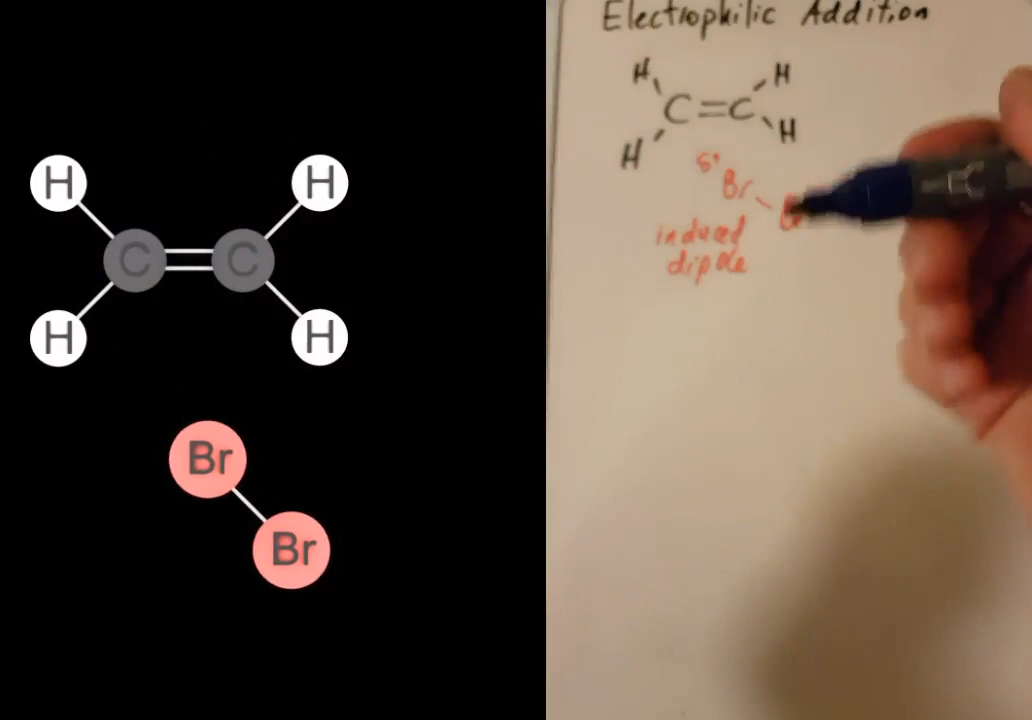 H H
C C
H H
Br
Br
Electrophilic Addition
H H
C=C
H H
δ+
Br
induced
dipole